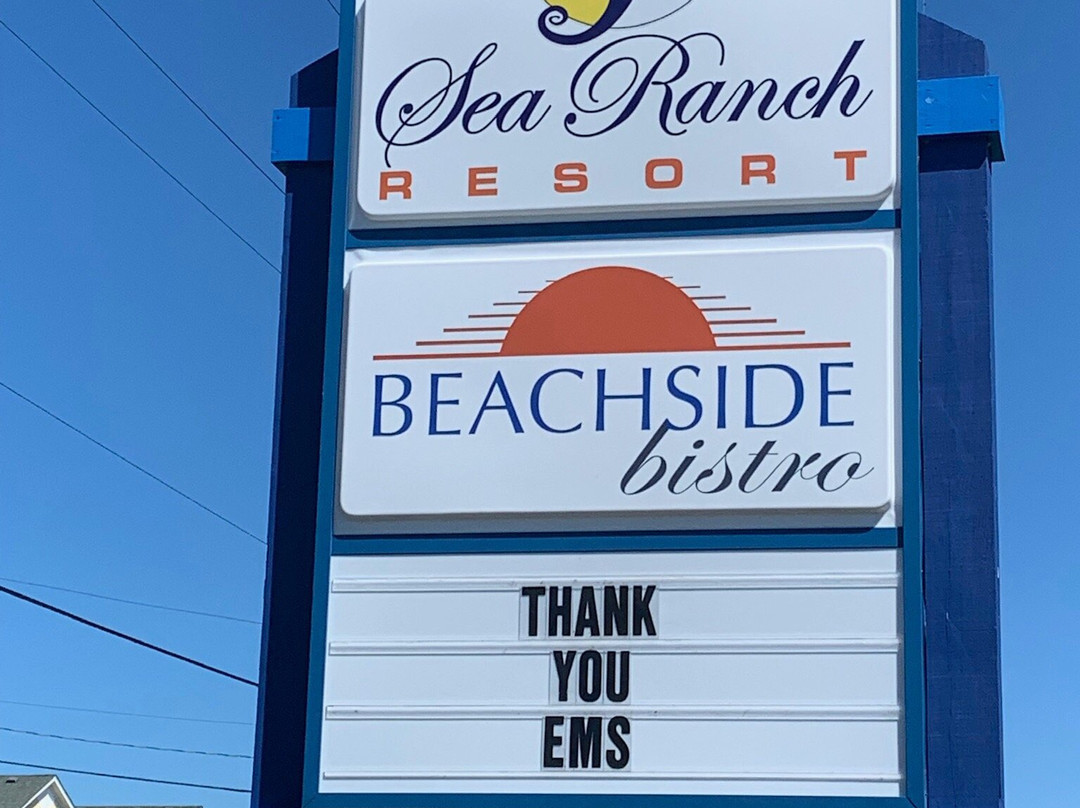 Sea Ranch
RESORT
BEACHSIDE
bistro
THANK
YOU
EMS